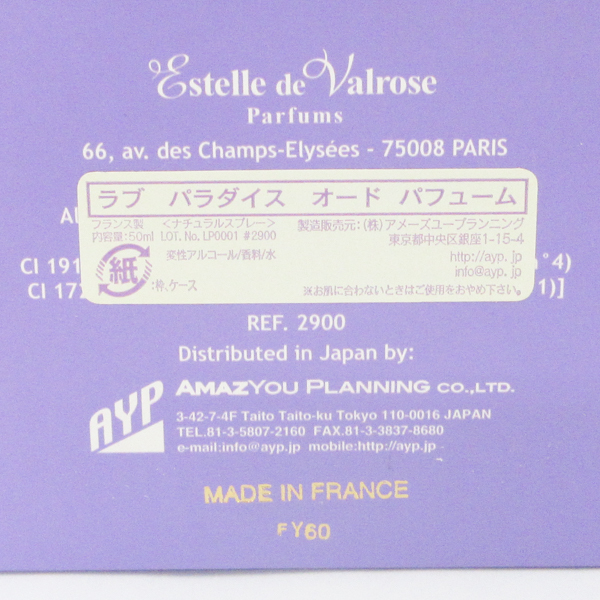 Estelle de Valrose
Parfums
66, av. des Champs-Elysées - 75008 PARIS
ラブ パラダイス オード パフューム
フランス製 <ナチュラルスプレー> 製造販売元:(株)アメーズユープランニング
内容量:50ml LOT. No. LP0001 #2900 東京都中央区銀座1-15-4
変性アルコール/香料/水 http://ayp. jp
info@ayp. jp
紙
:枠、ケース
※お肌に合わないときはご使用をおやめ下さい。
CI 191 n°4)
CI 17 1)]
REF. 2900
Distributed in Japan by:
AYP
AMAZYOU PLANNING CO.,LTD.
3-42-7-4F Taito Taito-ku Tokyo 110-0016 JAPAN
TEL.81-3-5807-2160 FAX.81-3-3837-8680
e-mail:info@ayp.jp mobile:http://ayp.jp
MADE IN FRANCE
FY60